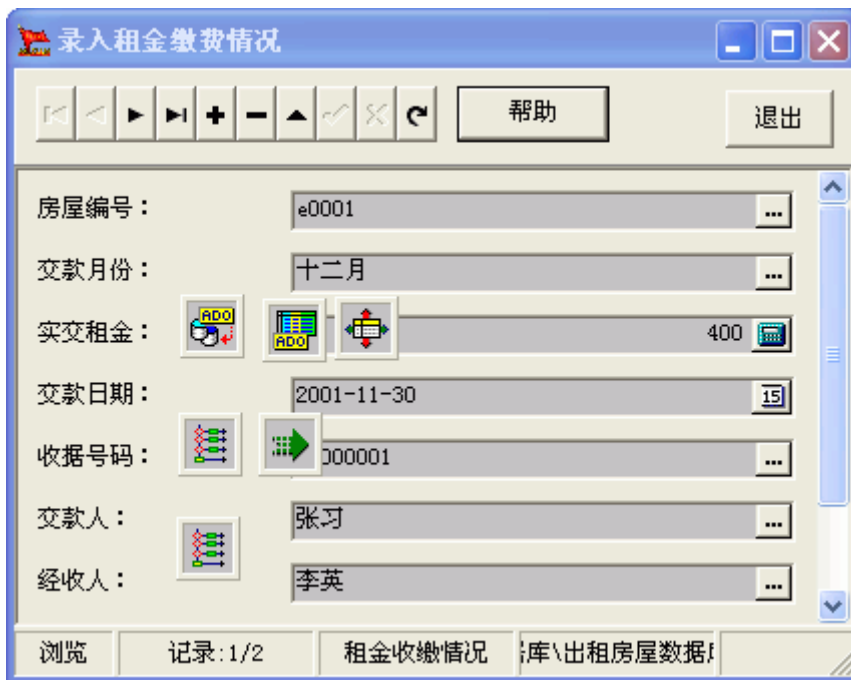 录入租金缴费情况
帮助
退出
房屋编号：
e0001
...
交款月份：
十二月
...
实交租金：
ADO
ADO
400
交款日期：
2001-11-30
15
收据号码：
000001
...
交款人：
张习
...
经收人：
李英
...
浏览
记录:1/2
租金收缴情况
库\出租房屋数据